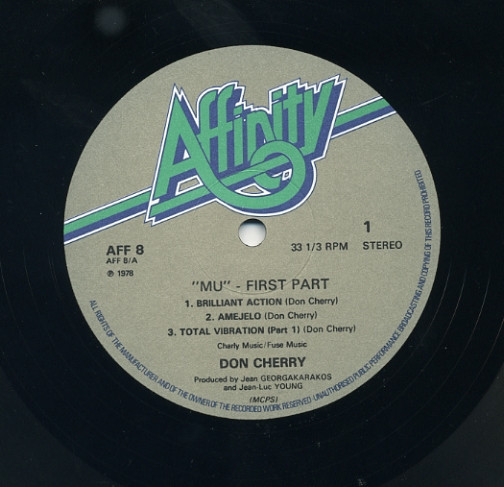 Affinity
AFF 8
AFF 8/A
℗ 1978
33 1/3 RPM
1
STEREO
"MU" - FIRST PART
1. BRILLIANT ACTION (Don Cherry)
2. AMEJELO (Don Cherry)
3. TOTAL VIBRATION (Part 1) (Don Cherry)
Charly Music/Fuse Music
DON CHERRY
Produced by Jean GEORGAKARAKOS
and Jean-Luc YOUNG
(MCPS)
ALL RIGHTS OF THE MANUFACTURER AND OF THE OWNER OF THE RECORDED WORK RESERVED · UNAUTHORISED PUBLIC PERFORMANCE BROADCASTING AND COPYING OF THIS RECORD PROHIBITED.